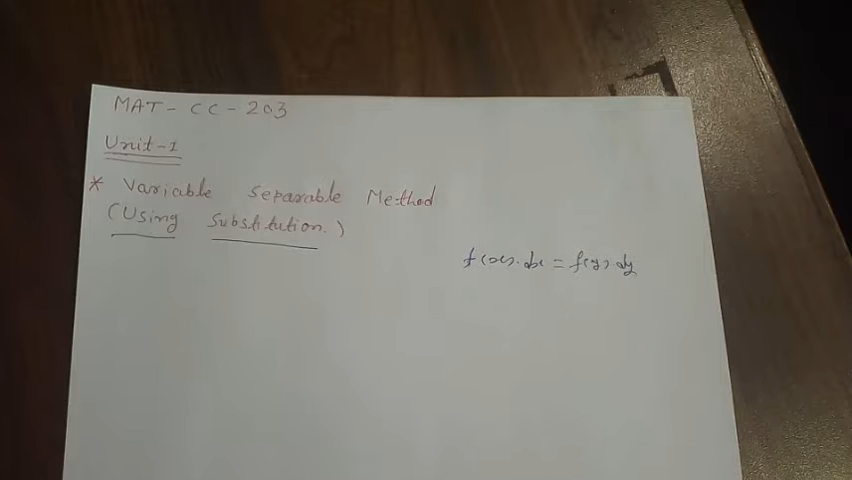 MAT - CC - 203
Unit-1
* Variable Separable Method
(Using Substitution.)
f(x).dx = f(y).dy